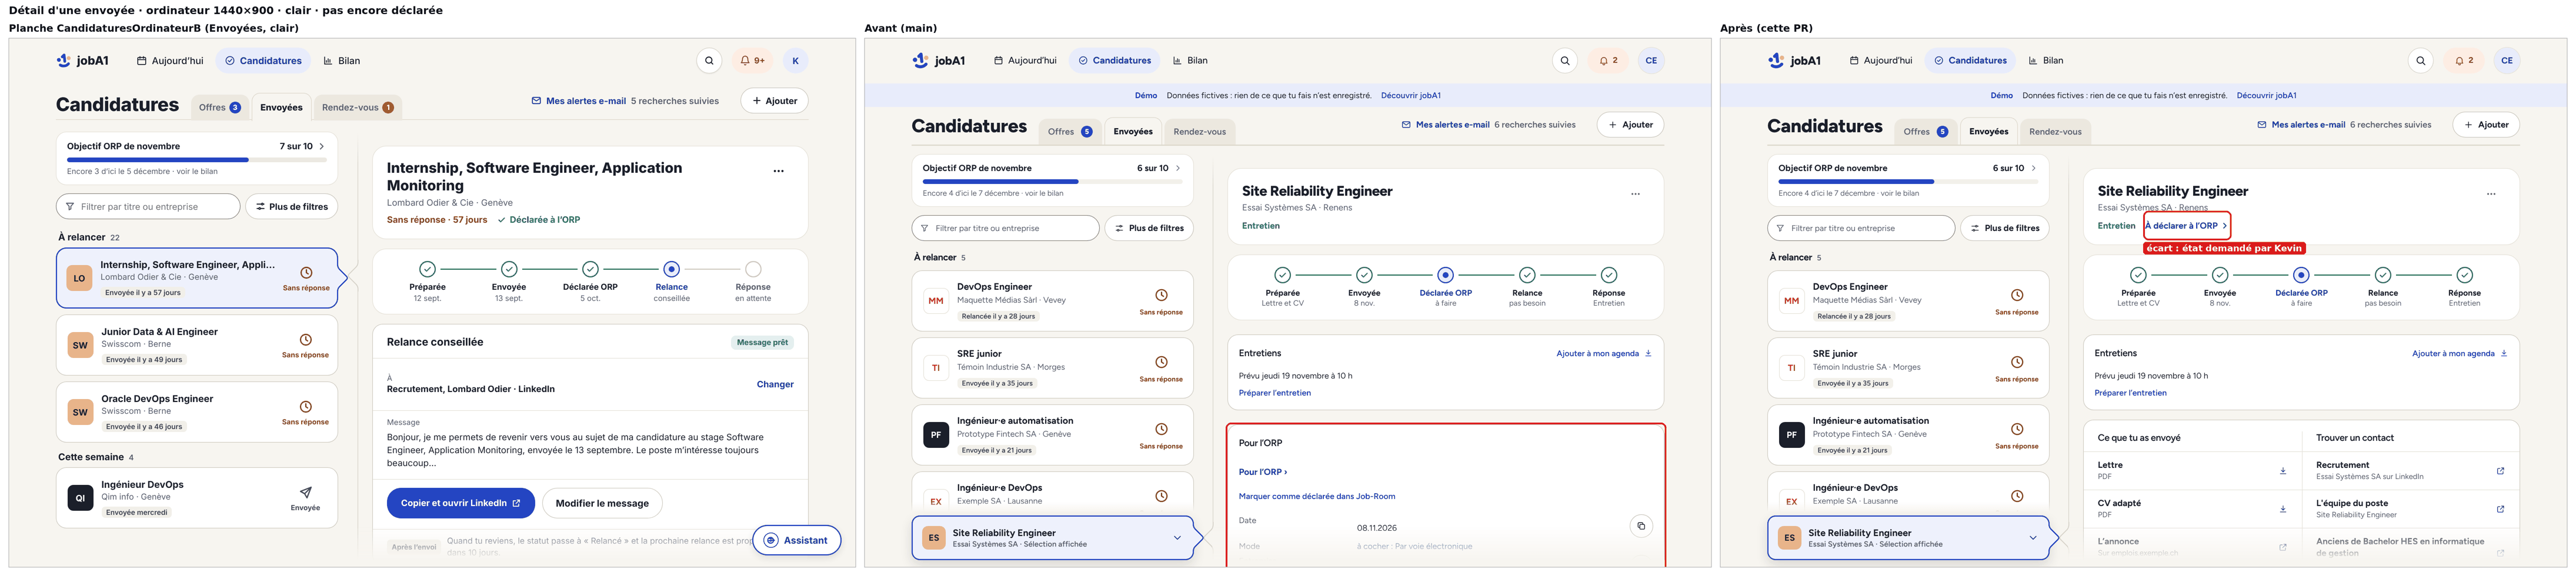 Détail d'une envoyée · ordinateur 1440×900 · clair · pas encore déclarée
Planche CandidaturesOrdinateurB (Envoyées, clair)
jobA1
Aujourd'hui
Candidatures
Bilan
9+
K
Candidatures
Offres 3
Envoyées
Rendez-vous 1
Mes alertes e-mail 5 recherches suivies
+ Ajouter
Objectif ORP de novembre
7 sur 10
Encore 3 d'ici le 5 décembre · voir le bilan
Filtrer par titre ou entreprise
Plus de filtres
À relancer 22
LO
Internship, Software Engineer, Appli...
Lombard Odier & Cie · Genève
Envoyée il y a 57 jours
Sans réponse
SW
Junior Data & AI Engineer
Swisscom · Berne
Envoyée il y a 49 jours
Sans réponse
SW
Oracle DevOps Engineer
Swisscom · Berne
Envoyée il y a 46 jours
Sans réponse
Cette semaine 4
QI
Ingénieur DevOps
Qim info · Genève
Envoyée mercredi
Envoyée
Internship, Software Engineer, Application
Monitoring
Lombard Odier & Cie · Genève
Sans réponse · 57 jours
Déclarée à l'ORP
Préparée
12 sept.
Envoyée
13 sept.
Déclarée ORP
5 oct.
Relance
conseillée
Réponse
en attente
Relance conseillée
Message prêt
À
Recrutement, Lombard Odier · LinkedIn
Changer
Message
Bonjour, je me permets de revenir vers vous au sujet de ma candidature au stage Software
Engineer, Application Monitoring, envoyée le 13 septembre. Le poste m'intéresse toujours
beaucoup...
Copier et ouvrir LinkedIn
Modifier le message
Après l'envoi
Quand tu reviens, le statut passe à « Relancé » et la prochaine relance est prop
dans 10 jours.
Assistant
Avant (main)
jobA1
Aujourd'hui
Candidatures
Bilan
2
CE
Démo Données fictives : rien de ce que tu fais n'est enregistré. Découvrir jobA1
Candidatures
Offres 5
Envoyées
Rendez-vous
Mes alertes e-mail 6 recherches suivies
+ Ajouter
Objectif ORP de novembre
6 sur 10
Encore 4 d'ici le 7 décembre · voir le bilan
Filtrer par titre ou entreprise
Plus de filtres
À relancer 5
MM
DevOps Engineer
Maquette Médias Sàrl · Vevey
Relancée il y a 28 jours
Sans réponse
TI
SRE junior
Témoin Industrie SA · Morges
Envoyée il y a 35 jours
Sans réponse
PF
Ingénieur·e automatisation
Prototype Fintech SA · Genève
Envoyée il y a 21 jours
Sans réponse
EX
Ingénieur·e DevOps
Exemple SA · Lausanne
ES
Site Reliability Engineer
Essai Systèmes SA · Sélection affichée
Site Reliability Engineer
Essai Systèmes SA · Renens
Entretien
Préparée
Lettre et CV
Envoyée
8 nov.
Déclarée ORP
à faire
Relance
pas besoin
Réponse
Entretien
Entretiens
Ajouter à mon agenda
Prévu jeudi 19 novembre à 10 h
Préparer l'entretien
Pour l'ORP
Pour l'ORP ›
Marquer comme déclarée dans Job-Room
Date
08.11.2026
Mode
à cocher : Par voie électronique
Après (cette PR)
jobA1
Aujourd'hui
Candidatures
Bilan
2
CE
Démo Données fictives : rien de ce que tu fais n'est enregistré. Découvrir jobA1
Candidatures
Offres 5
Envoyées
Rendez-vous
Mes alertes e-mail 6 recherches suivies
+ Ajouter
Objectif ORP de novembre
6 sur 10
Encore 4 d'ici le 7 décembre · voir le bilan
Filtrer par titre ou entreprise
Plus de filtres
À relancer 5
MM
DevOps Engineer
Maquette Médias Sàrl · Vevey
Relancée il y a 28 jours
Sans réponse
TI
SRE junior
Témoin Industrie SA · Morges
Envoyée il y a 35 jours
Sans réponse
PF
Ingénieur·e automatisation
Prototype Fintech SA · Genève
Envoyée il y a 21 jours
Sans réponse
EX
Ingénieur·e DevOps
Exemple SA · Lausanne
ES
Site Reliability Engineer
Essai Systèmes SA · Sélection affichée
Site Reliability Engineer
Essai Systèmes SA · Renens
Entretien
À déclarer à l'ORP
écart : état demandé par Kevin
Préparée
Lettre et CV
Envoyée
8 nov.
Déclarée ORP
à faire
Relance
pas besoin
Réponse
Entretien
Entretiens
Ajouter à mon agenda
Prévu jeudi 19 novembre à 10 h
Préparer l'entretien
Ce que tu as envoyé
Lettre
PDF
CV adapté
PDF
L'annonce
Sur emplois.exemple.ch
Trouver un contact
Recrutement
Essai Systèmes SA sur LinkedIn
L'équipe du poste
Site Reliability Engineer
Anciens de Bachelor HES en informatique
de gestion